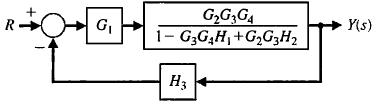 R
+
−
G₁
G₂G₃G₄
1 − G₃G₄H₁ + G₂G₃H₂
Y(s)
H₃